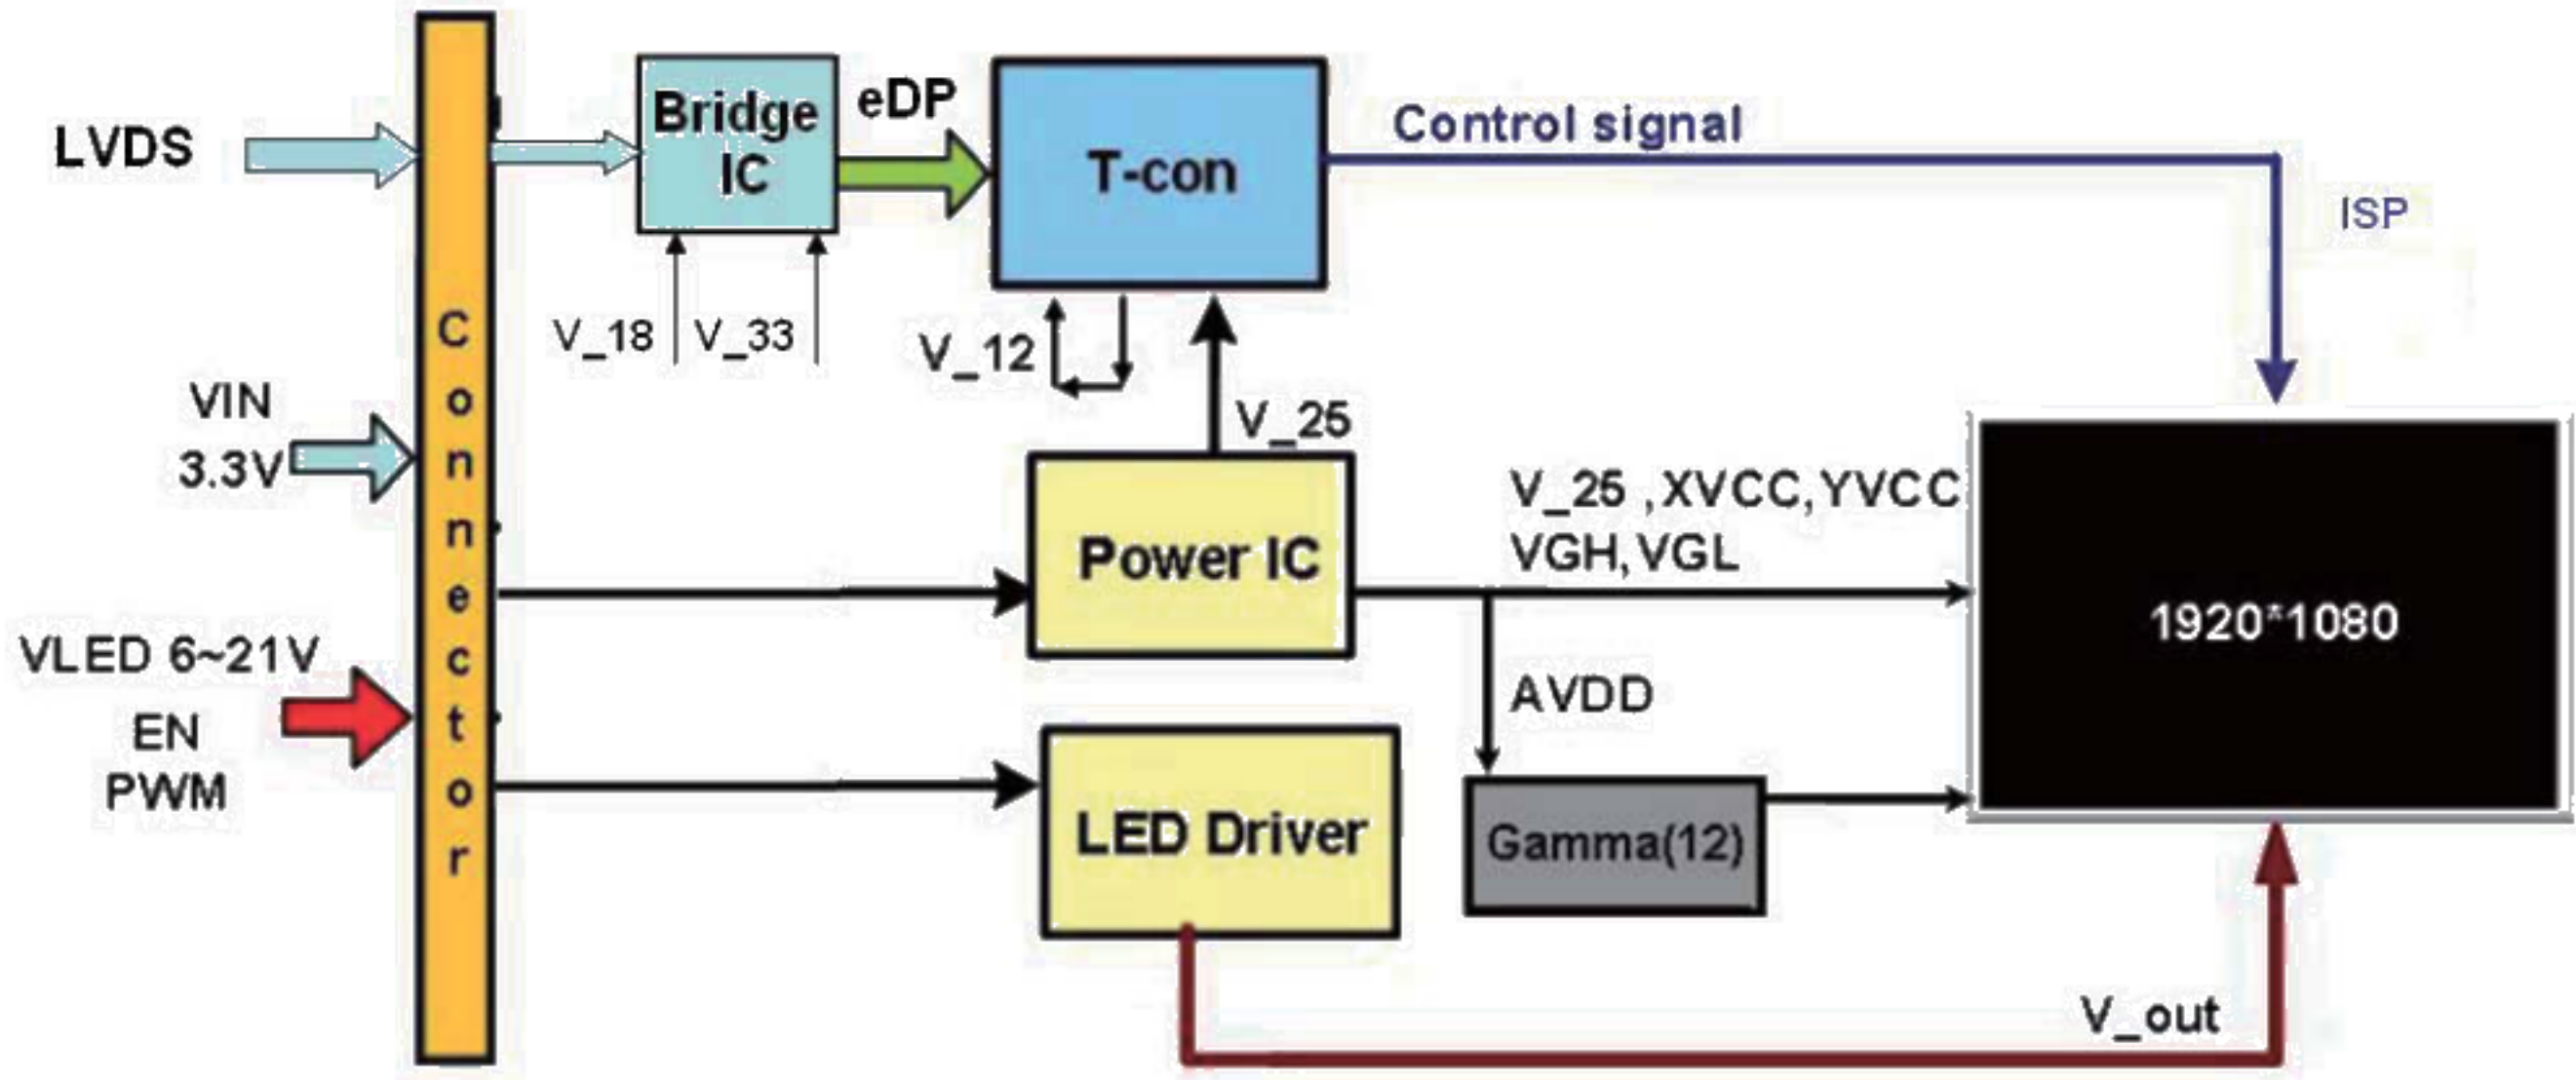 LVDS
VIN
3.3V
VLED 6~21V
EN
PWM
Connector
Bridge
IC
V_18
V_33
eDP
T-con
V_12
V_25
Power IC
LED Driver
Control signal
ISP
V_25 ,XVCC,YVCC
VGH,VGL
AVDD
Gamma(12)
1920*1080
V_out